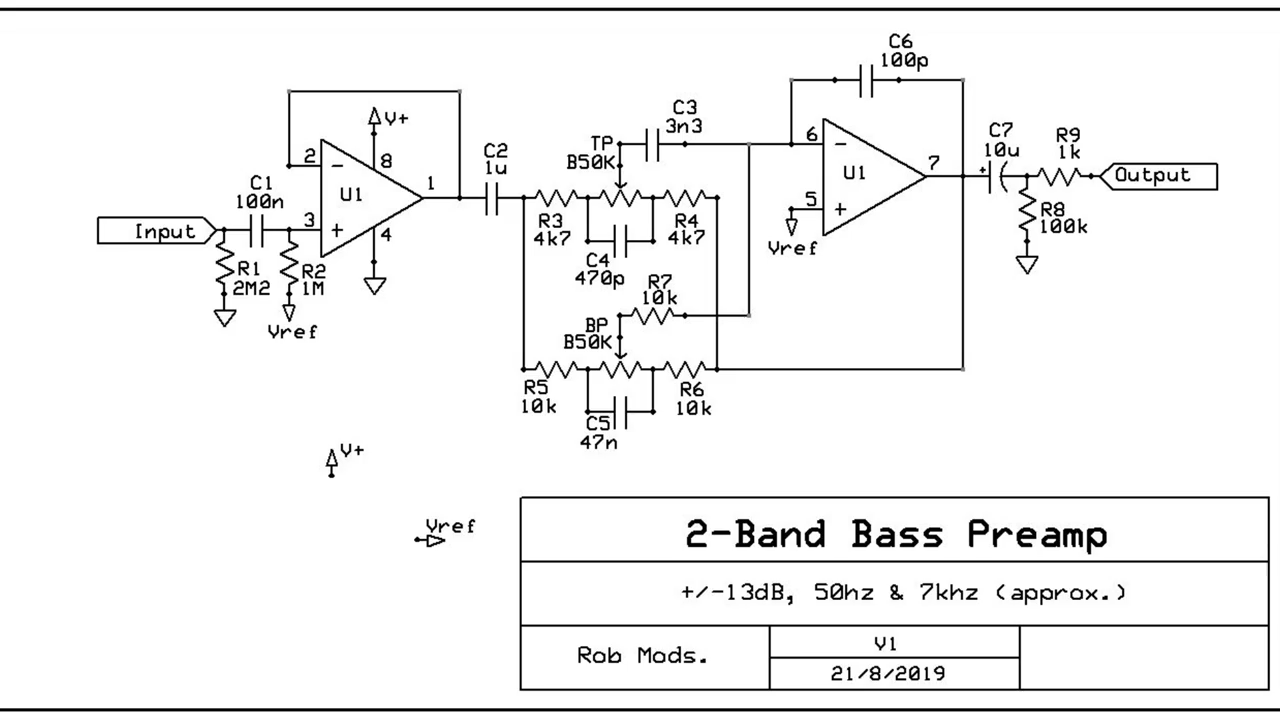 C6
100p
C3
3n3
V+
TP
B50K
6
7
U1
C7
10u
+
R9
1k
Output
2
8
C2
1u
1
U1
C1
100n
3
4
Input
R3
4k7
R4
4k7
5
Vref
R8
100k
R1
2M2
R2
1M
Vref
C4
470p
R7
10k
BP
B50K
R5
10k
R6
10k
C5
47n
V+
Vref
2-Band Bass Preamp
+/-13dB, 50hz & 7khz (approx.)
Rob Mods.
V1
21/8/2019